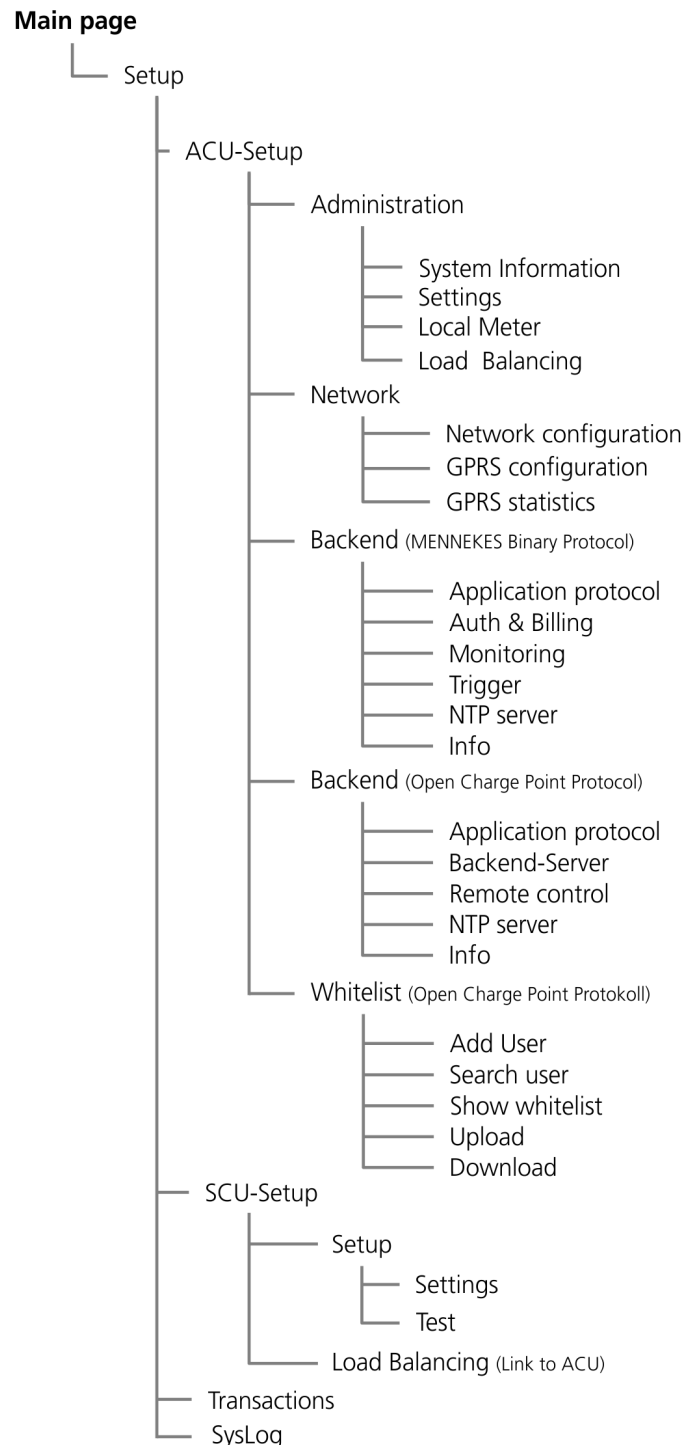 Main page
Setup
ACU-Setup
Administration
System Information
Settings
Local Meter
Load Balancing
Network
Network configuration
GPRS configuration
GPRS statistics
Backend (MENNEKES Binary Protocol)
Application protocol
Auth & Billing
Monitoring
Trigger
NTP server
Info
Backend (Open Charge Point Protocol)
Application protocol
Backend-Server
Remote control
NTP server
Info
Whitelist (Open Charge Point Protokoll)
Add User
Search user
Show whitelist
Upload
Download
SCU-Setup
Setup
Settings
Test
Load Balancing (Link to ACU)
Transactions
SysLog